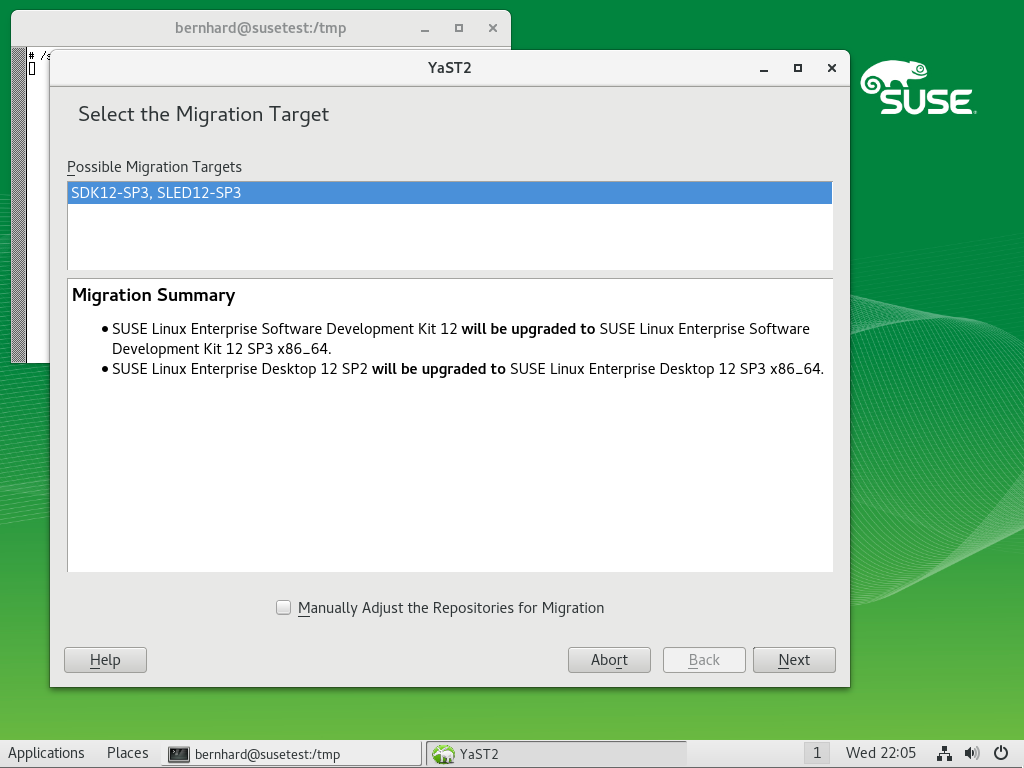 bernhard@susetest:/tmp
# /s
YaST2
SUSE
Select the Migration Target
Possible Migration Targets
SDK12-SP3, SLED12-SP3
Migration Summary
SUSE Linux Enterprise Software Development Kit 12 will be upgraded to SUSE Linux Enterprise Software
Development Kit 12 SP3 x86_64.
SUSE Linux Enterprise Desktop 12 SP2 will be upgraded to SUSE Linux Enterprise Desktop 12 SP3 x86_64.
Manually Adjust the Repositories for Migration
Help Abort Back Next
Applications Places bernhard@susetest:/tmp YaST2 1 Wed 22:05